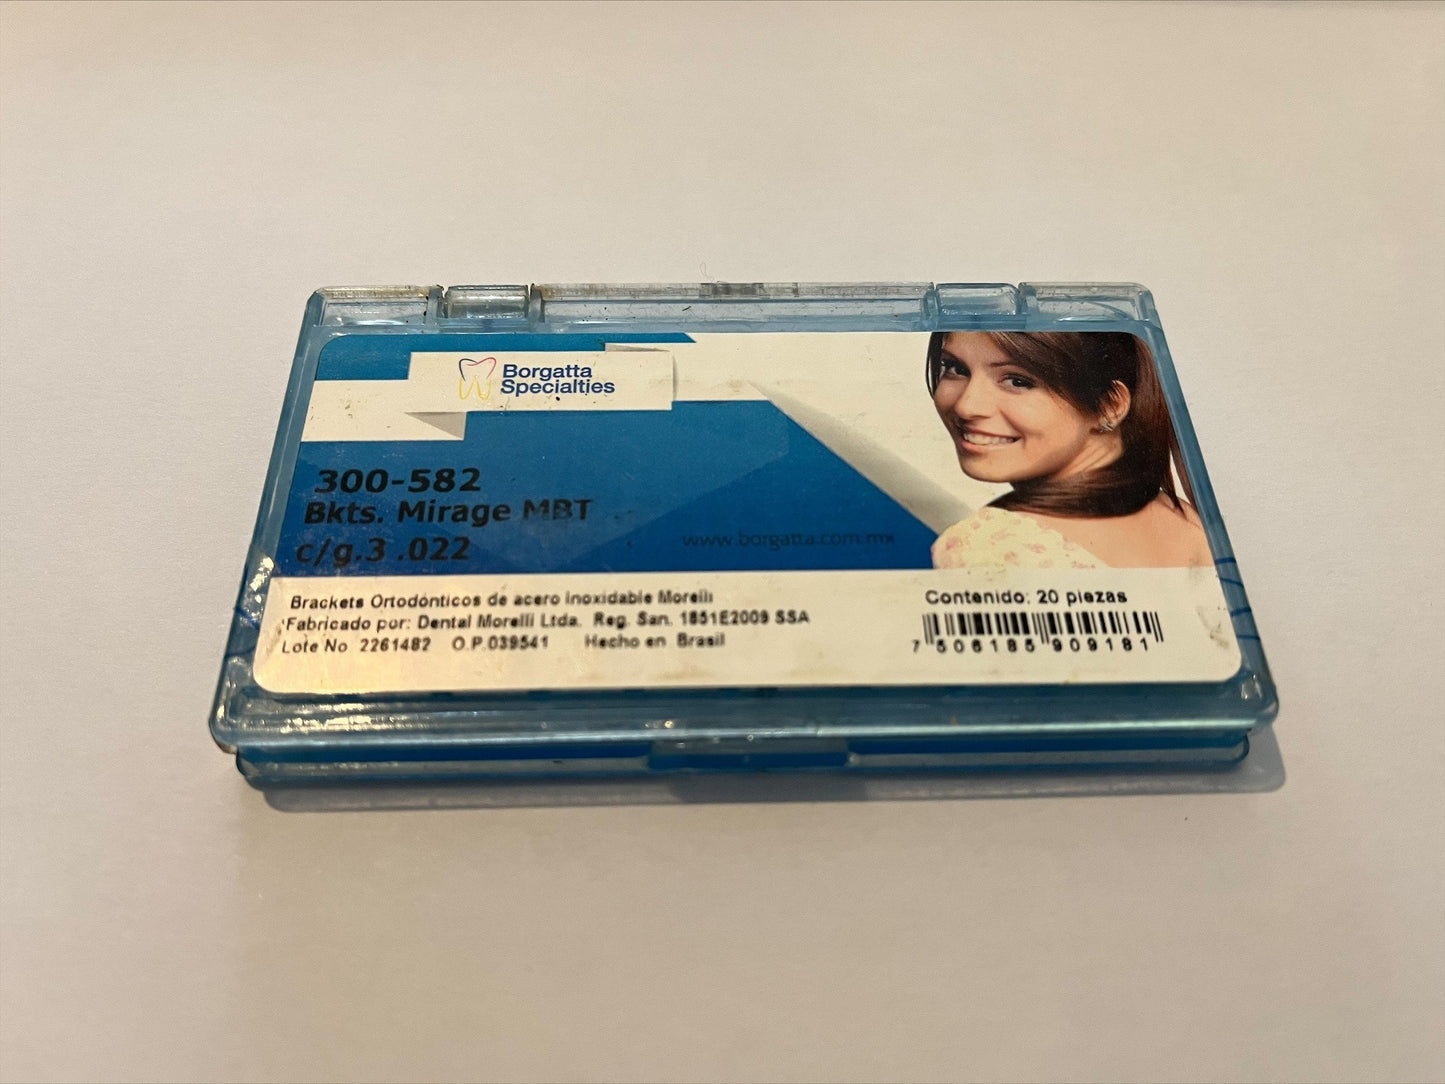 Borgatta
Specialties
300-582
Bkts. Mirage MBT
c/g.3 .022
www.borgatta.com.mx
Brackets Ortodónticos de acero inoxidable Morelli
Fabricado por: Dental Morelli Ltda. Reg. San. 1851E2009 SSA
Lote No 2261482 O.P.039541 Hecho en Brasil
Contenido: 20 piezas
7 506185 909181